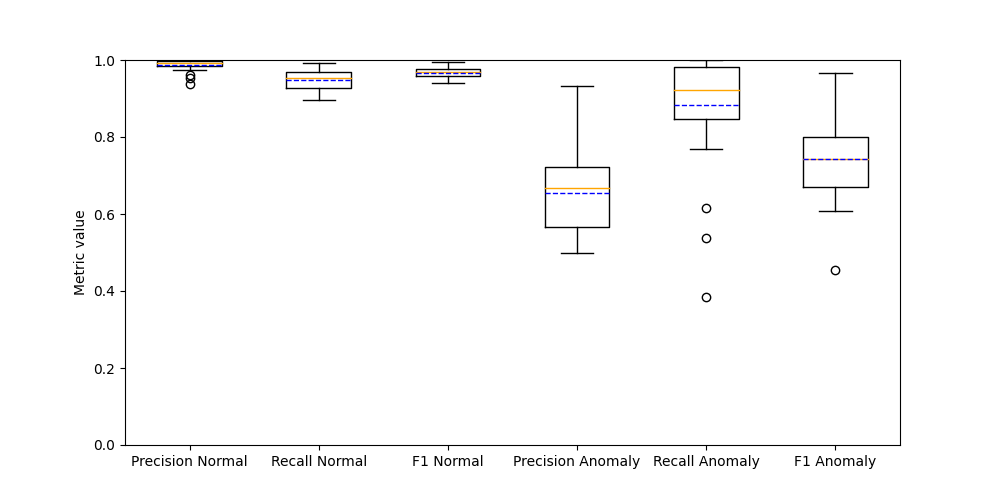 1.0
0.8
0.6
0.4
0.2
0.0
Metric value
Precision Normal
Recall Normal
F1 Normal
Precision Anomaly
Recall Anomaly
F1 Anomaly